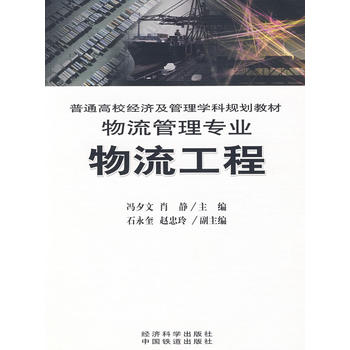 普通高校经济及管理学科规划教材
物流管理专业
物流工程
冯夕文 肖 静/主 编
石永奎 赵忠玲/副主编
经济科学出版社
中国铁道出版社